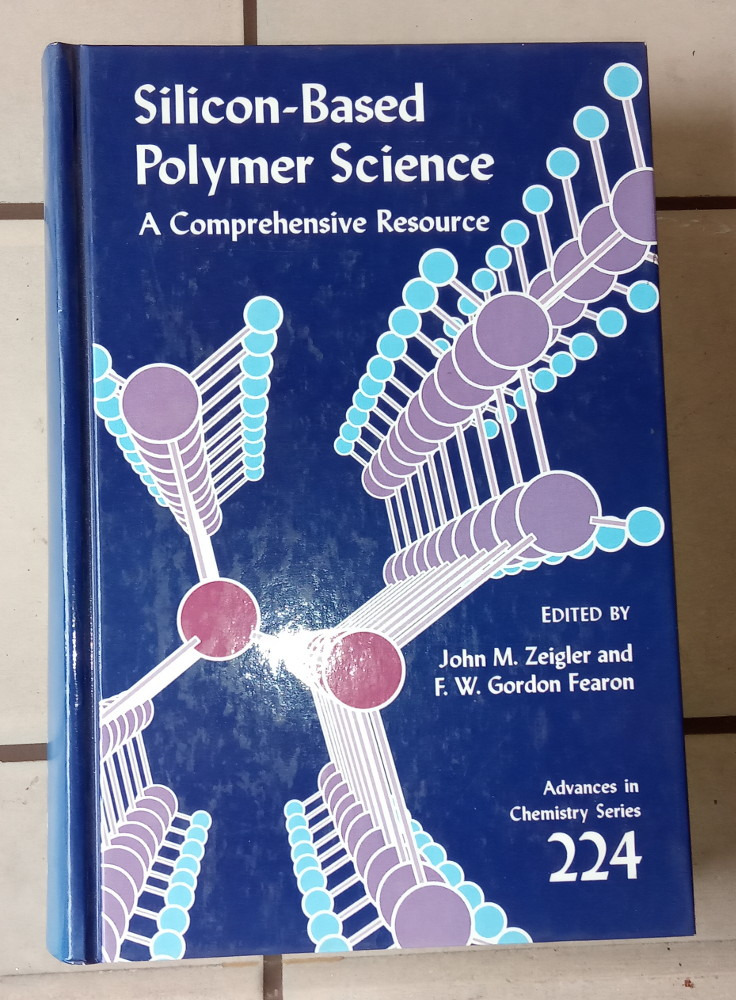 Silicon-Based
Polymer Science
A Comprehensive Resource
EDITED BY
John M. Zeigler and
F. W. Gordon Fearon
Advances in
Chemistry Series
224